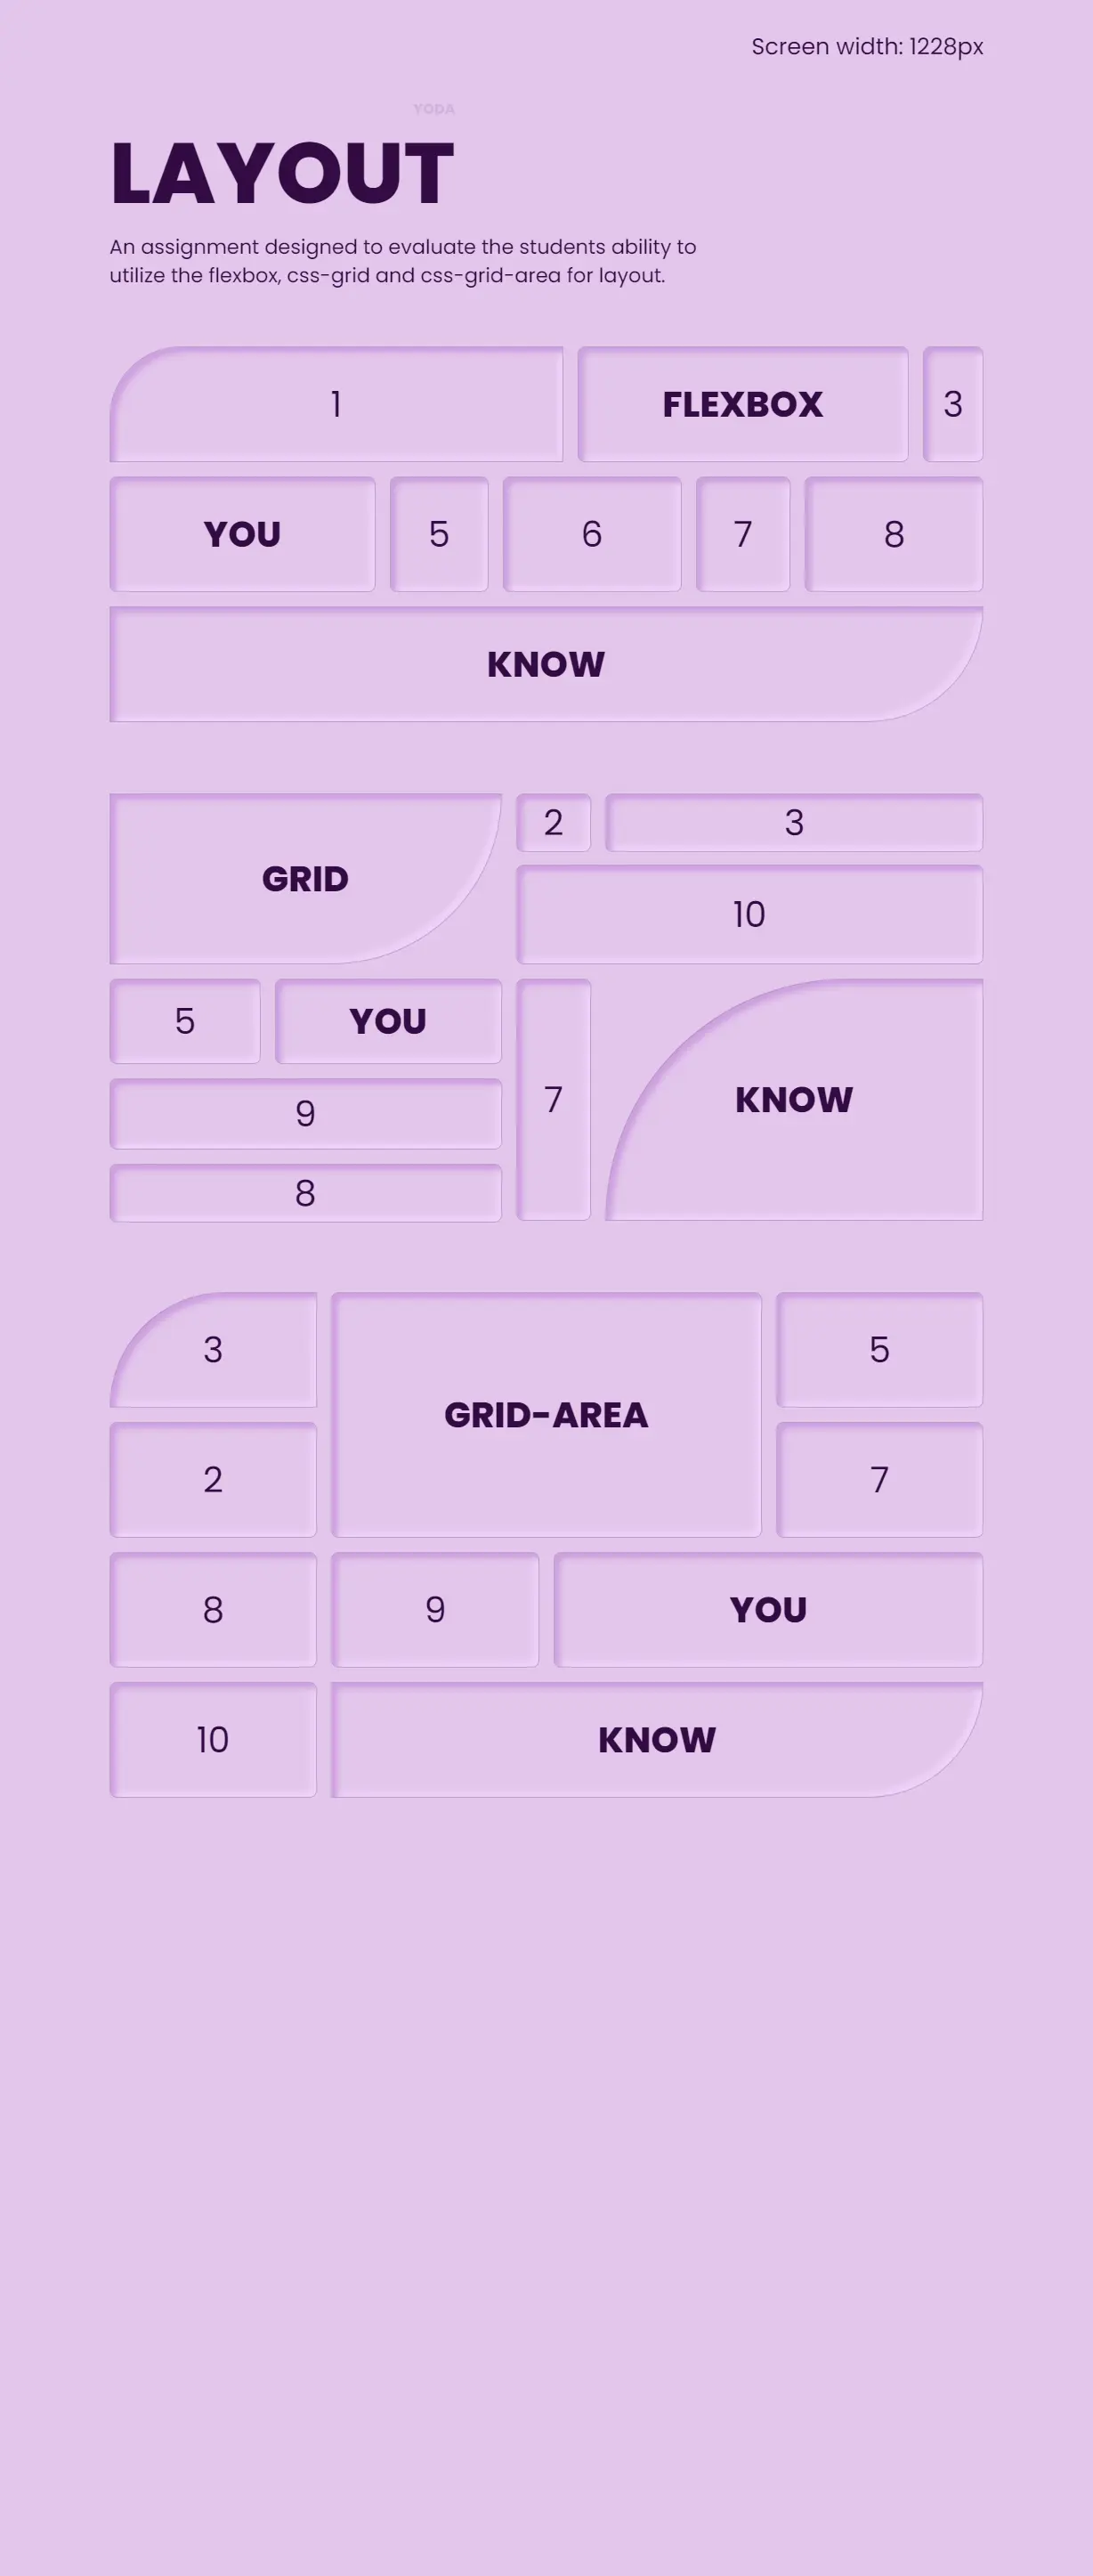 Screen width: 1228px
YODA
LAYOUT
An assignment designed to evaluate the students ability to
utilize the flexbox, css-grid and css-grid-area for layout.
1
FLEXBOX
3
YOU
5
6
7
8
KNOW
GRID
2
3
10
5
YOU
7
KNOW
9
8
3
GRID-AREA
5
2
7
8
9
YOU
10
KNOW